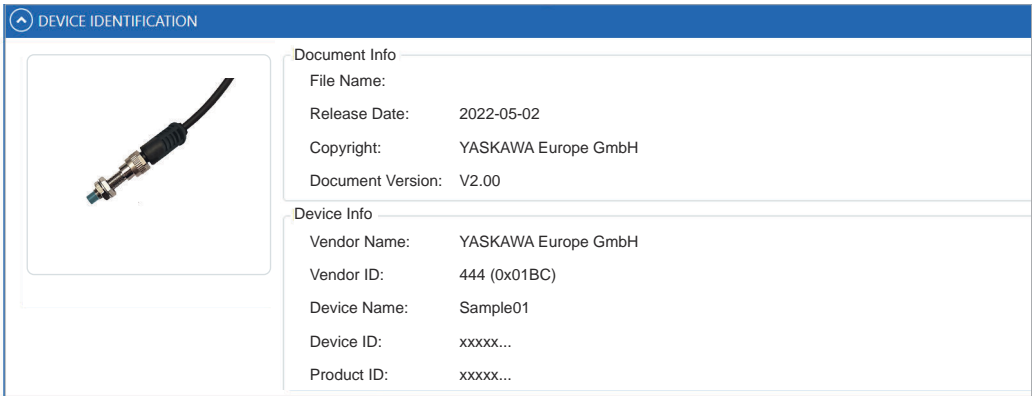 DEVICE IDENTIFICATION
Document Info
File Name:
Release Date: 2022-05-02
Copyright: YASKAWA Europe GmbH
Document Version: V2.00
Device Info
Vendor Name: YASKAWA Europe GmbH
Vendor ID: 444 (0x01BC)
Device Name: Sample01
Device ID: xxxxx...
Product ID: xxxxx...